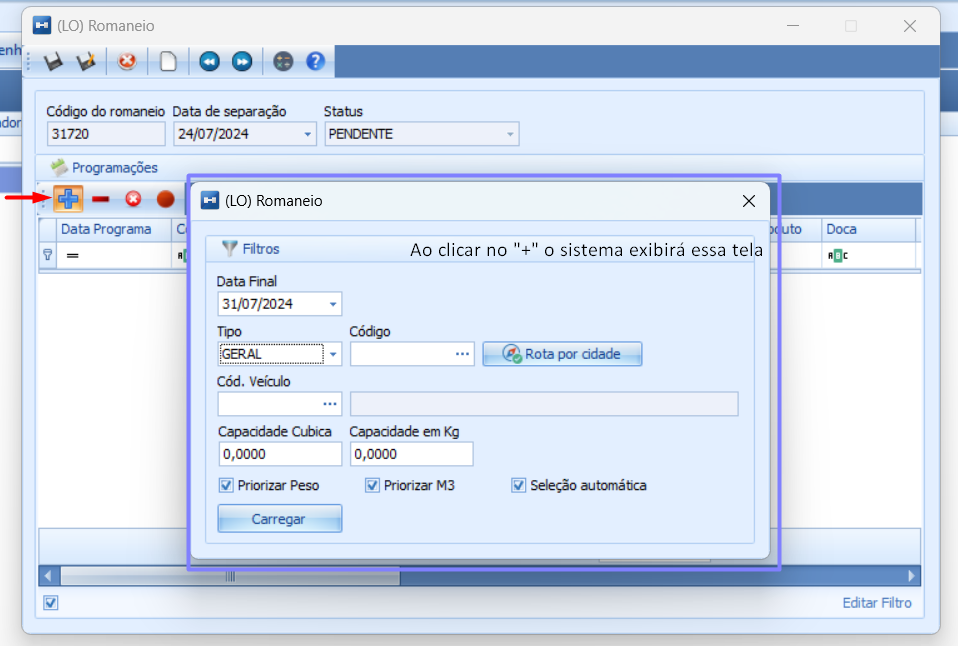 (LO) Romaneio
enh
ador
Código do romaneio Data de separação Status
31720 24/07/2024 PENDENTE
Programações
(LO) Romaneio
Data Programa C oduto Doca
Filtros Ao clicar no "+" o sistema exibirá essa tela
Data Final
31/07/2024
Tipo Código
GERAL Rota por cidade
Cód. Veículo
Capacidade Cubica Capacidade em Kg
0,0000 0,0000
Priorizar Peso Priorizar M3 Seleção automática
Carregar
Editar Filtro